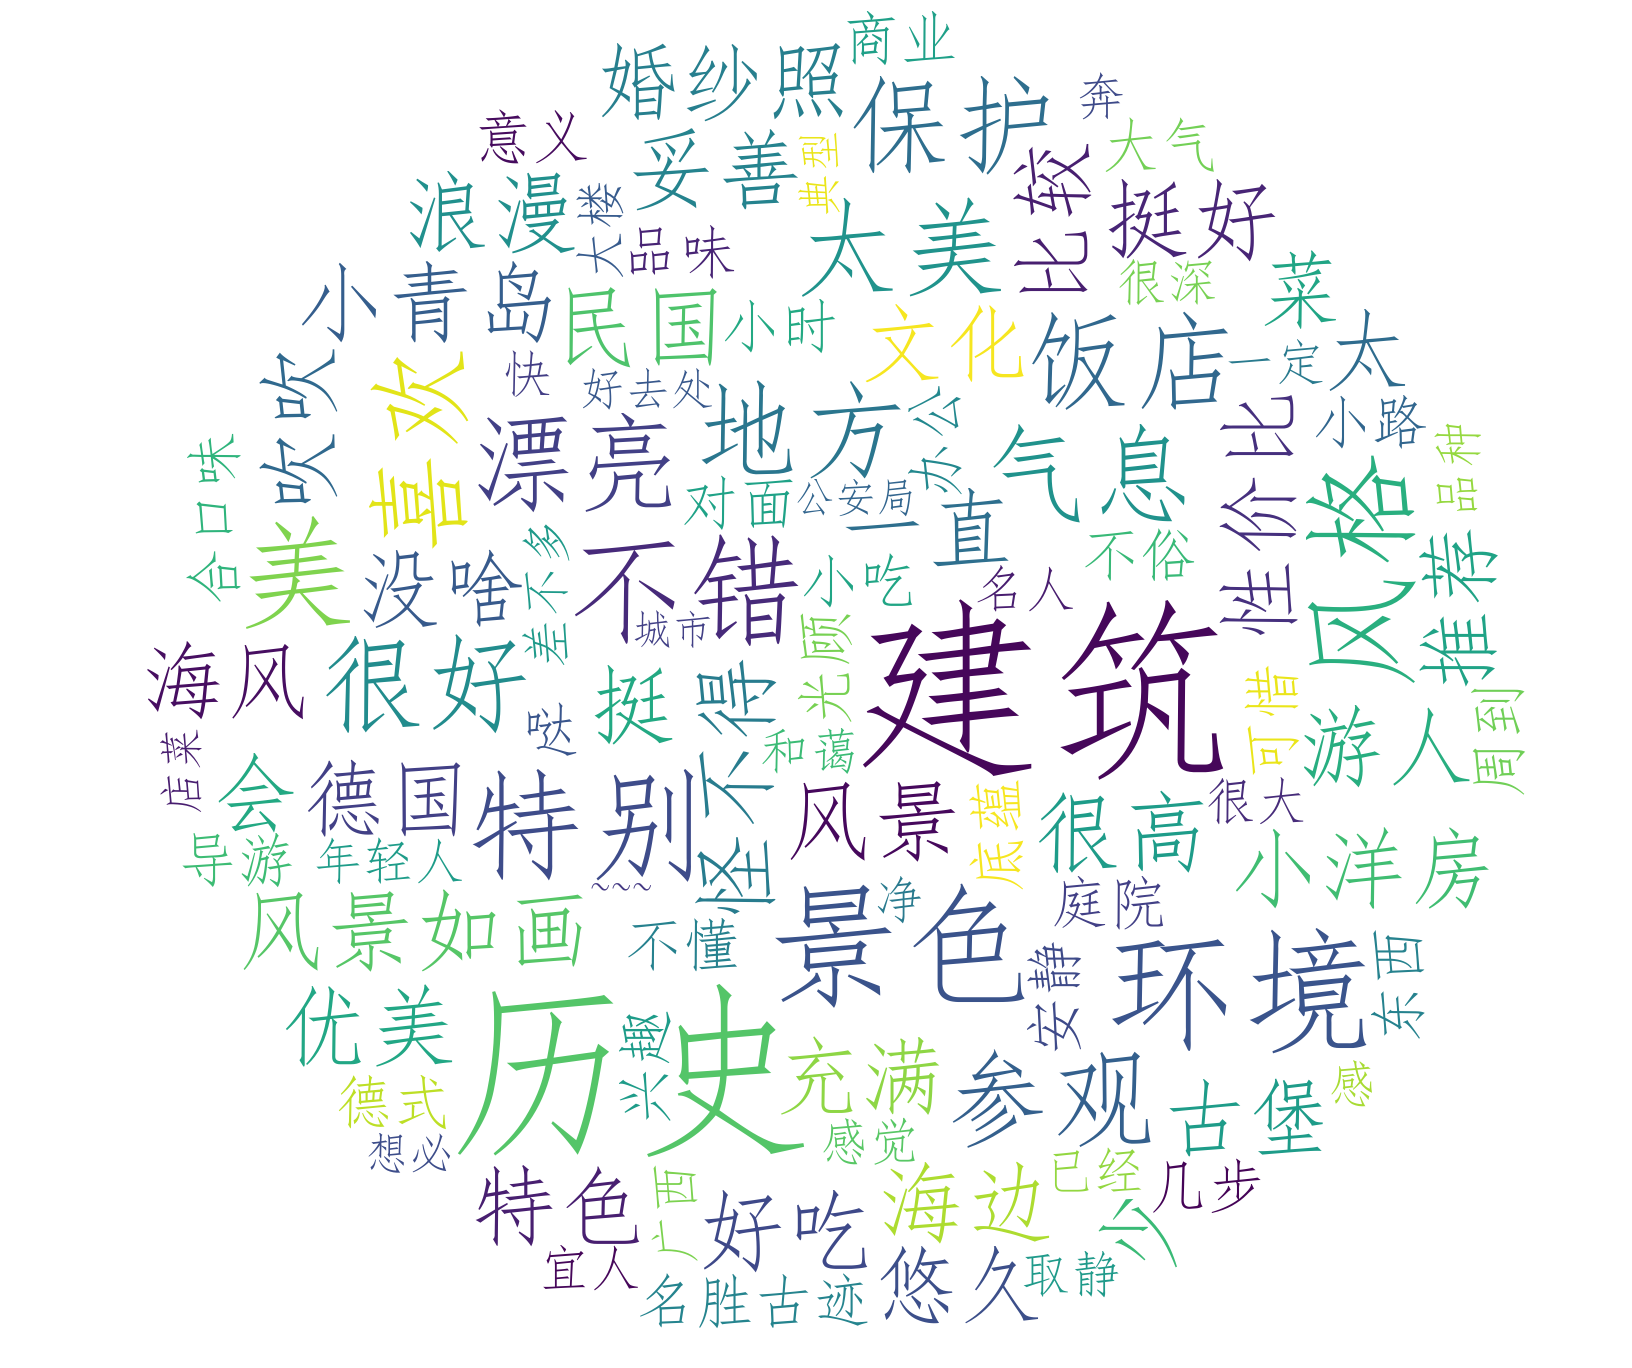 商业
婚纱照
保护
奔
意义
妥善
典型
大气
浪漫
大楼
品味
太美
比较
挺好
小青岛
民国
小时
很深
菜
吹吹
喜欢
快
好去处
文化
饭店
一定
太
漂亮
地方
办公
气息
性价比
小路
合口味
美
没啥
差不多
不错
对面
公安局
一直
不俗
风格
品种
推荐
小吃
名人
城市
建筑
海风
很好
挺
怪不得
光顾
可惜
游人
周到
店菜
会
德国
哒
特别
和蔼
风景
底蕴
很高
很大
小洋房
导游
年轻人
~~~
风景如画
不懂
景色
净
庭院
安静
环境
东西
优美
历史
兴趣
充满
参观
古堡
感
德式
想必
感觉
特色
广西
好吃
海边
已经
少
几步
宜人
名胜古迹
悠久
取静